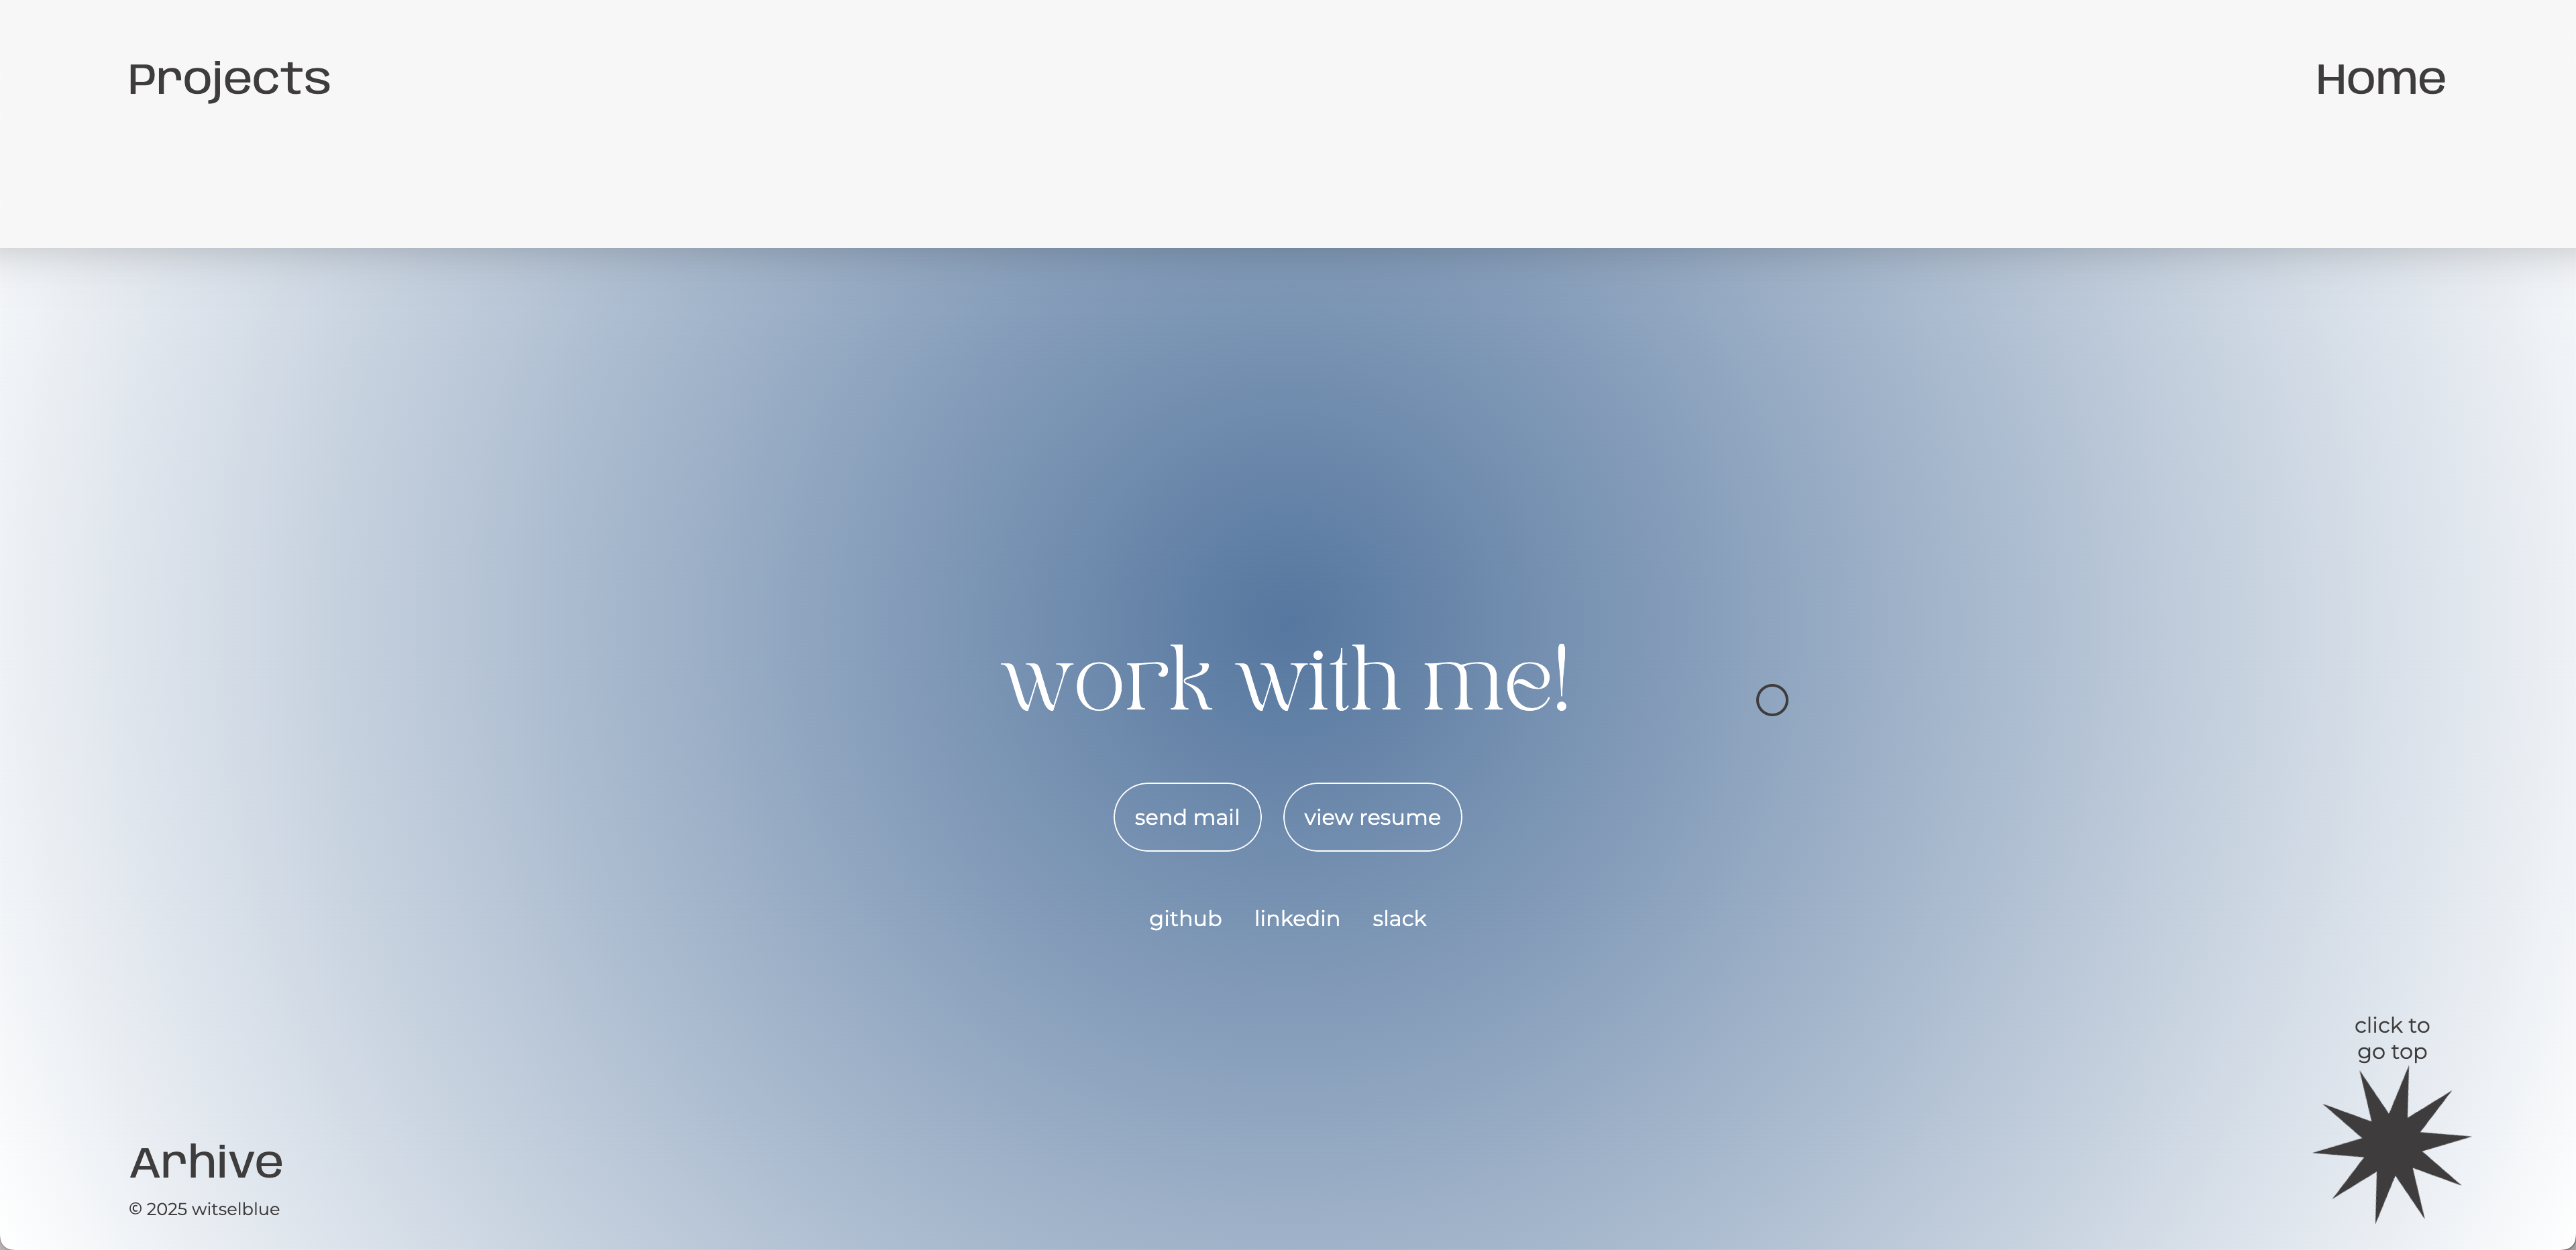 Projects
Home
work with me!
send mail
view resume
github linkedin slack
click to
go top
Arhive
© 2025 witselblue